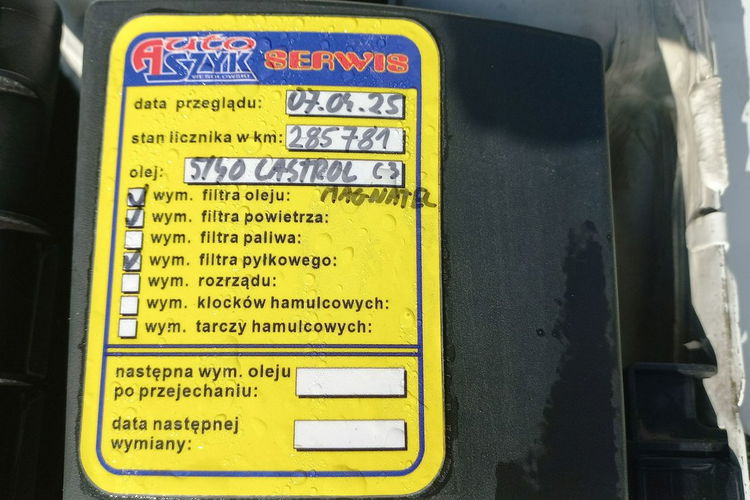 Auto SERWIS
SZYK
WESOŁOWSKI
data przeglądu: 07.04.25
stan licznika w km: 285781
olej: 5/40 CASTROL C3
wym. filtra oleju: MAGNATEC
wym. filtra powietrza:
wym. filtra paliwa:
wym. filtra pyłkowego:
wym. rozrządu:
wym. klocków hamulcowych:
wym. tarczy hamulcowych:
następna wym. oleju
po przejechaniu:
data następnej
wymiany: